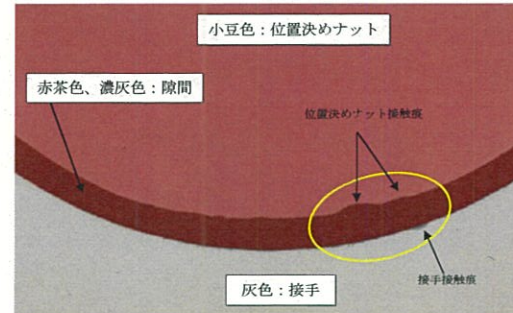 小豆色：位置決めナット
赤茶色、濃灰色：隙間
位置決めナット接触痕
接手接触痕
灰色：接手